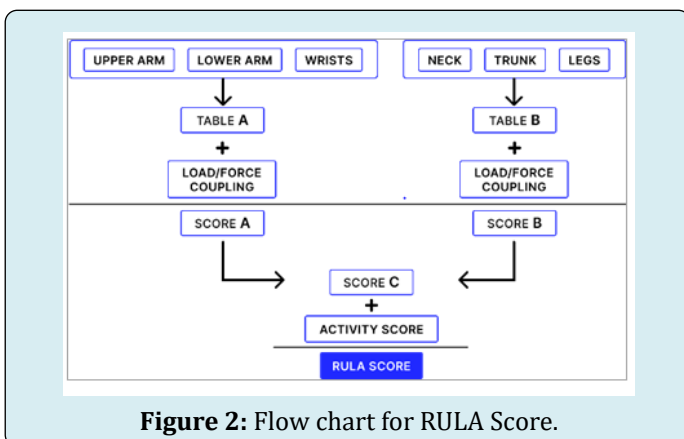 UPPER ARM LOWER ARM WRISTS NECK TRUNK LEGS
TABLE A TABLE B
+ +
LOAD/FORCE COUPLING LOAD/FORCE COUPLING
SCORE A SCORE B
SCORE C
+
ACTIVITY SCORE
RULA SCORE
Figure 2: Flow chart for RULA Score.